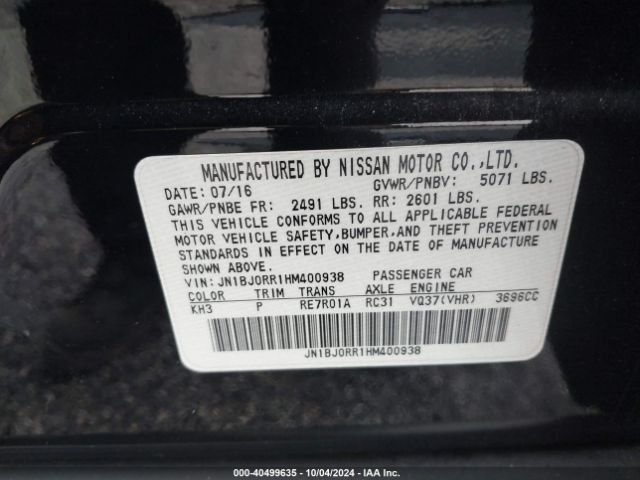 MANUFACTURED BY NISSAN MOTOR CO.,LTD.
DATE: 07/16 GVWR/PNBV: 5071 LBS.
GAWR/PNBE FR: 2491 LBS. RR: 2601 LBS.
THIS VEHICLE CONFORMS TO ALL APPLICABLE FEDERAL
MOTOR VEHICLE SAFETY,BUMPER,AND THEFT PREVENTION
STANDARDS IN EFFECT ON THE DATE OF MANUFACTURE
SHOWN ABOVE.
VIN: JN1BJ0RR1HM400938 PASSENGER CAR
COLOR TRIM TRANS AXLE ENGINE
KH3 P RE7R01A RC31 VQ37(VHR) 3696CC
JN1BJ0RR1HM400938
000-40499635 - 10/04/2024 - IAA Inc.